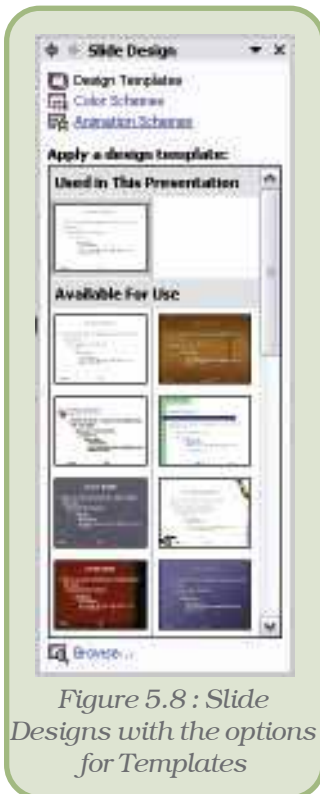 Slide Design
Design Templates
Color Schemes
Animation Schemes
Apply a design template:
Used in This Presentation
Available For Use
Browse...
Figure 5.8 : Slide
Designs with the options
for Templates